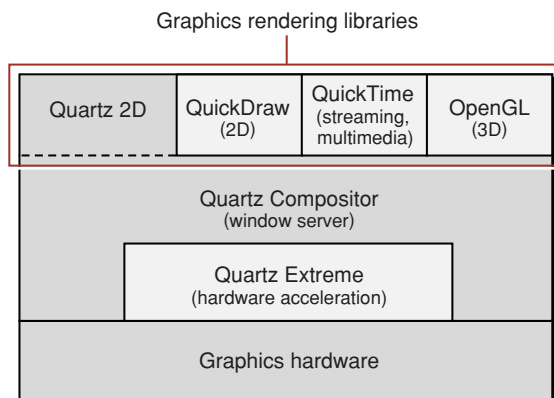 Graphics rendering libraries
Quartz 2D
QuickDraw
(2D)
QuickTime
(streaming,
multimedia)
OpenGL
(3D)
Quartz Compositor
(window server)
Quartz Extreme
(hardware acceleration)
Graphics hardware